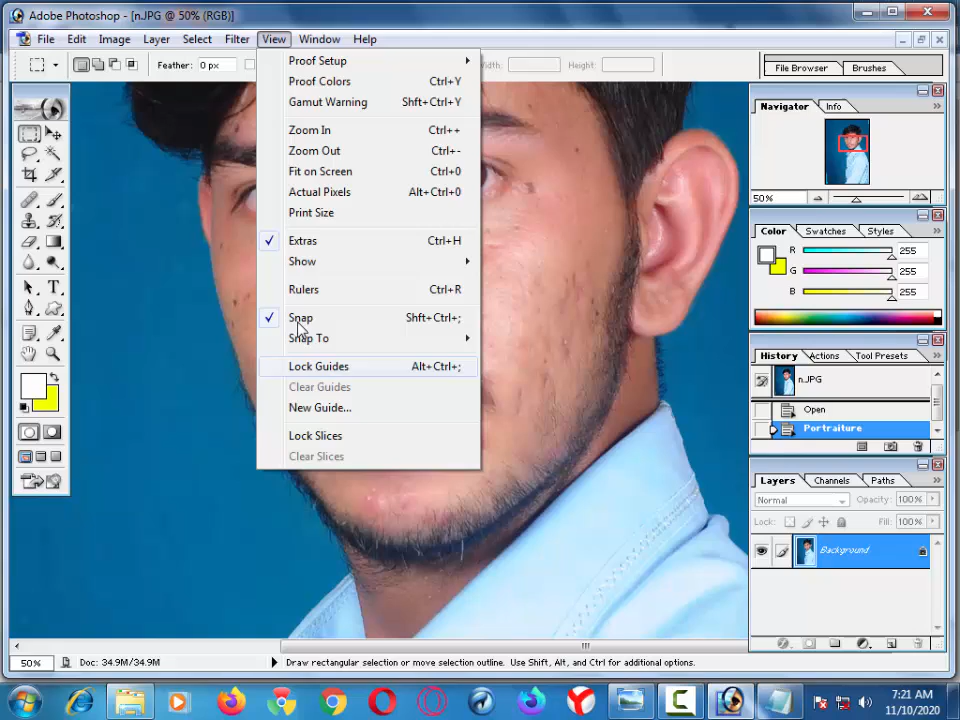 Adobe Photoshop - [n.JPG @ 50% (RGB)]
File Edit Image Layer Select Filter View Window Help
Feather: 0 px
Width: Height:
File Browser Brushes
Proof Setup
Proof Colors Ctrl+Y
Gamut Warning Shft+Ctrl+Y
Zoom In Ctrl++
Zoom Out Ctrl+-
Fit on Screen Ctrl+0
Actual Pixels Alt+Ctrl+0
Print Size
Extras Ctrl+H
Show
Rulers Ctrl+R
Snap Shft+Ctrl+;
Snap To
Lock Guides Alt+Ctrl+;
Clear Guides
New Guide...
Lock Slices
Clear Slices
Navigator Info
50%
Color Swatches Styles
R 255
G 255
B 255
History Actions Tool Presets
n.JPG
Open
Portraiture
Layers Channels Paths
Normal Opacity: 100%
Lock: Fill: 100%
Background
50% Doc: 34.9M/34.9M Draw rectangular selection or move selection outline. Use Shift, Alt, and Ctrl for additional options.
7:21 AM
11/10/2020